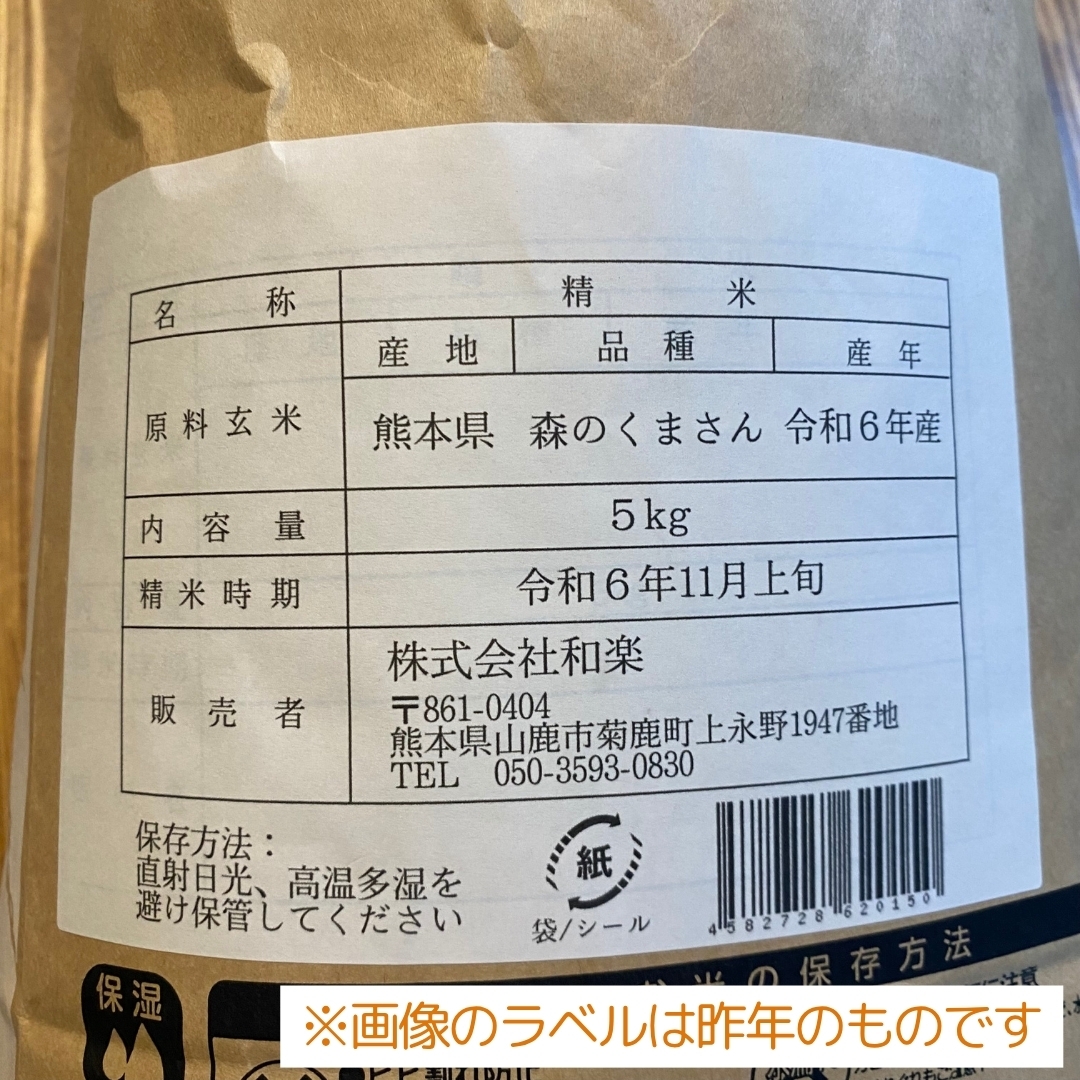 名称 精米
産地 品種 産年
原料玄米 熊本県 森のくまさん 令和6年産
内容量 5kg
精米時期 令和6年11月上旬
販売者 株式会社和楽
〒861-0404
熊本県山鹿市菊鹿町上永野1947番地
TEL 050-3593-0830
保存方法：
直射日光、高温多湿を
避け保管してください
紙
袋/シール
4582728620150
の保存方法
保湿
※画像のラベルは昨年のものです